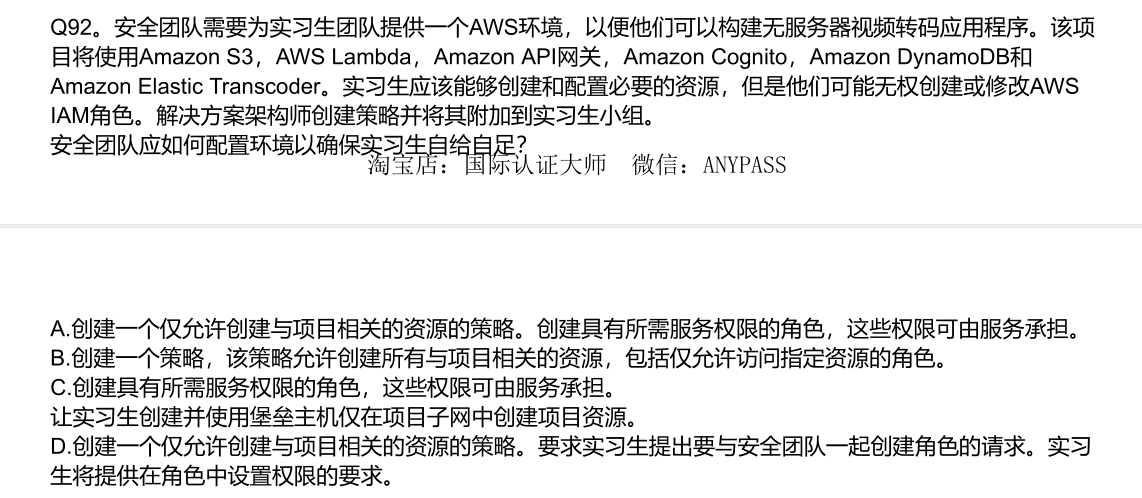 Q92。安全团队需要为实习生团队提供一个AWS环境，以便他们可以构建无服务器视频转码应用程序。该项
目将使用Amazon S3，AWS Lambda，Amazon API网关，Amazon Cognito，Amazon DynamoDB和
Amazon Elastic Transcoder。实习生应该能够创建和配置必要的资源，但是他们可能无权创建或修改AWS
IAM角色。解决方案架构师创建策略并将其附加到实习生小组。
安全团队应如何配置环境以确保实习生自给自足？
淘宝店：国际认证大师 微信：ANYPASS
A.创建一个仅允许创建与项目相关的资源的策略。创建具有所需服务权限的角色，这些权限可由服务承担。
B.创建一个策略，该策略允许创建所有与项目相关的资源，包括仅允许访问指定资源的角色。
C.创建具有所需服务权限的角色，这些权限可由服务承担。
让实习生创建并使用堡垒主机仅在项目子网中创建项目资源。
D.创建一个仅允许创建与项目相关的资源的策略。要求实习生提出要与安全团队一起创建角色的请求。实习
生将提供在角色中设置权限的要求。